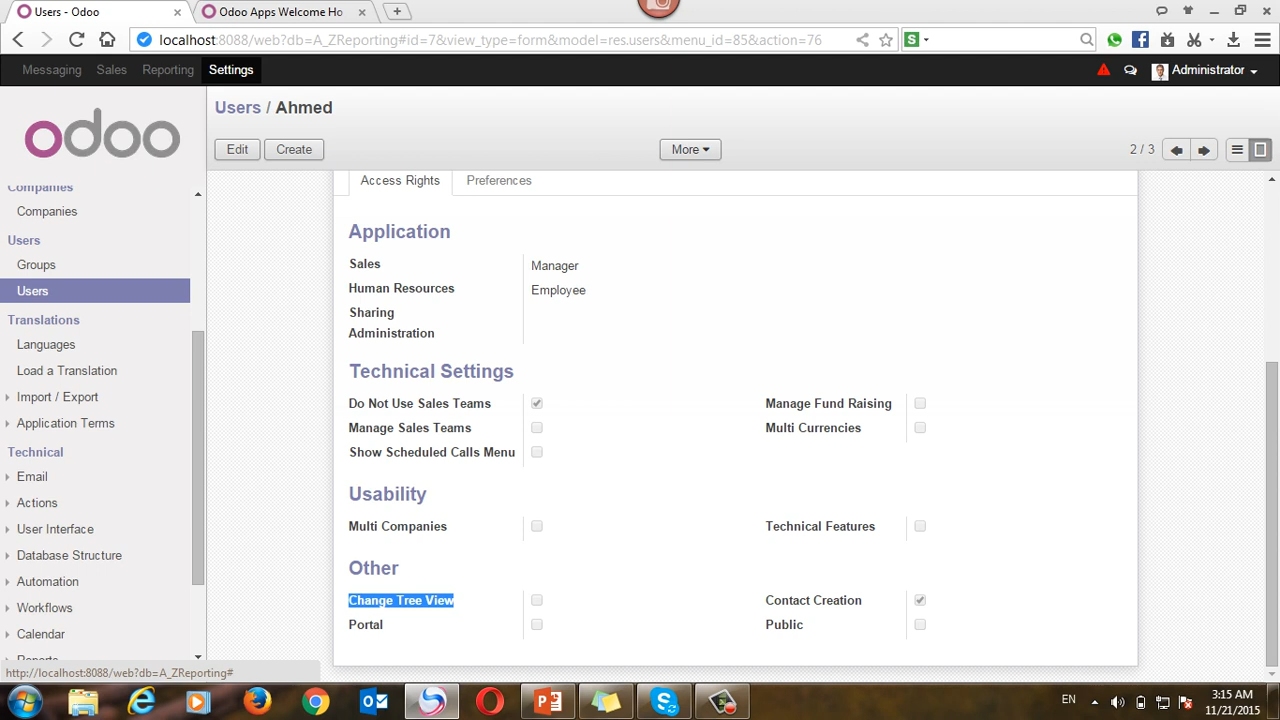 Users - Odoo
Odoo Apps Welcome Ho
localhost:8088/web?db=A_ZReporting#id=7&view_type=form&model=res.users&menu_id=85&action=76
S
Messaging Sales Reporting Settings
Administrator
odoo
Users / Ahmed
Edit Create More 2 / 3
Companies
Companies
Users
Groups
Users
Translations
Languages
Load a Translation
Import / Export
Application Terms
Technical
Email
Actions
User Interface
Database Structure
Automation
Workflows
Calendar
Reports
Access Rights Preferences
Application
Sales Manager
Human Resources Employee
Sharing
Administration
Technical Settings
Do Not Use Sales Teams Manage Fund Raising
Manage Sales Teams Multi Currencies
Show Scheduled Calls Menu
Usability
Multi Companies Technical Features
Other
Change Tree View Contact Creation
Portal Public
http://localhost:8088/web?db=A_ZReporting#
EN
3:15 AM
11/21/2015